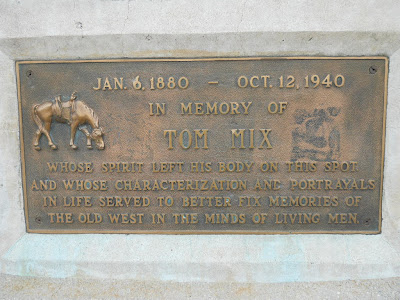 JAN. 6, 1880 – OCT. 12, 1940
IN MEMORY OF
TOM MIX
WHOSE SPIRIT LEFT HIS BODY ON THIS SPOT
AND WHOSE CHARACTERIZATION AND PORTRAYALS
IN LIFE SERVED TO BETTER FIX MEMORIES OF
THE OLD WEST IN THE MINDS OF LIVING MEN.